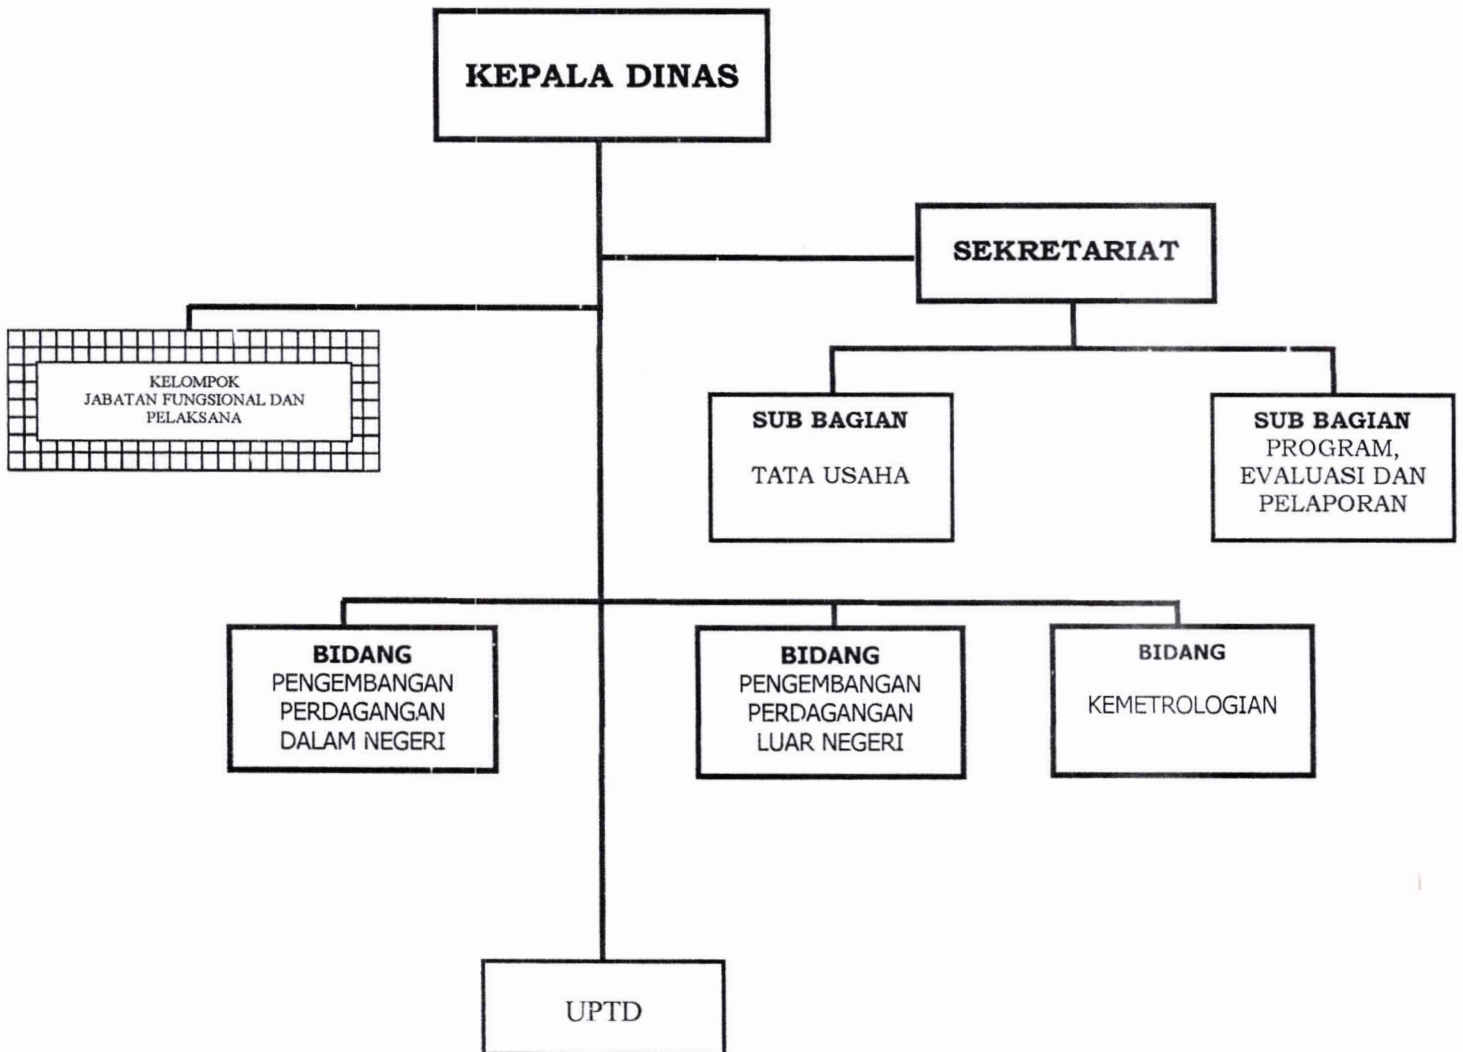 KEPALA DINAS
SEKRETARIAT
KELOMPOK
JABATAN FUNGSIONAL DAN
PELAKSANA
SUB BAGIAN
TATA USAHA
SUB BAGIAN
PROGRAM,
EVALUASI DAN
PELAPORAN
BIDANG
PENGEMBANGAN
PERDAGANGAN
DALAM NEGERI
BIDANG
PENGEMBANGAN
PERDAGANGAN
LUAR NEGERI
BIDANG
KEMETROLOGIAN
UPTD